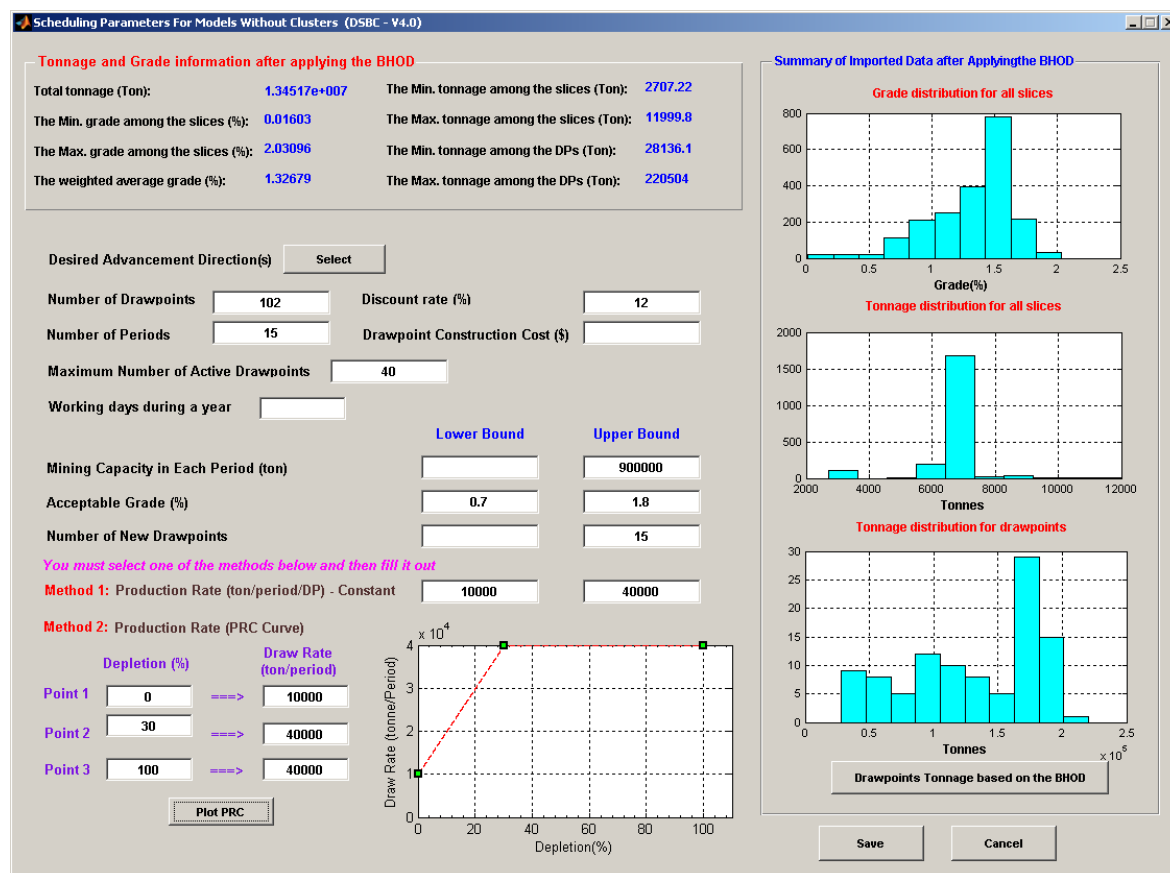 Scheduling Parameters For Models Without Clusters (DSBC - V4.0)
Tonnage and Grade information after applying the BHOD
Total tonnage (Ton): 1.34517e+007 The Min. tonnage among the slices (Ton): 2707.22
The Min. grade among the slices (%): 0.01603 The Max. tonnage among the slices (Ton): 11999.8
The Max. grade among the slices (%): 2.03096 The Min. tonnage among the DPs (Ton): 28136.1
The weighted average grade (%): 1.32679 The Max. tonnage among the DPs (Ton): 220504
Desired Advancement Direction(s) Select
Number of Drawpoints 102 Discount rate (%) 12
Number of Periods 15 Drawpoint Construction Cost ($)
Maximum Number of Active Drawpoints 40
Working days during a year
Lower Bound Upper Bound
Mining Capacity in Each Period (ton) 900000
Acceptable Grade (%) 0.7 1.8
Number of New Drawpoints 15
You must select one of the methods below and then fill it out
Method 1: Production Rate (ton/period/DP) - Constant 10000 40000
Method 2: Production Rate (PRC Curve)
Depletion (%) Draw Rate
(ton/period)
Point 1 0 ===> 10000
Point 2 30 ===> 40000
Point 3 100 ===> 40000
Plot PRC
x 10^4
4
3
2
1
0
Draw Rate (tonne/Period)
0 20 40 60 80 100
Depletion(%)
Summary of Imported Data after Applyingthe BHOD
Grade distribution for all slices
800
600
400
200
0
0 0.5 1 1.5 2 2.5
Grade(%)
Tonnage distribution for all slices
2000
1500
1000
500
0
2000 4000 6000 8000 10000 12000
Tonnes
Tonnage distribution for drawpoints
30
25
20
15
10
5
0
0 0.5 1 1.5 2 2.5
Tonnes
x 10^5
Drawpoints Tonnage based on the BHOD
Save Cancel